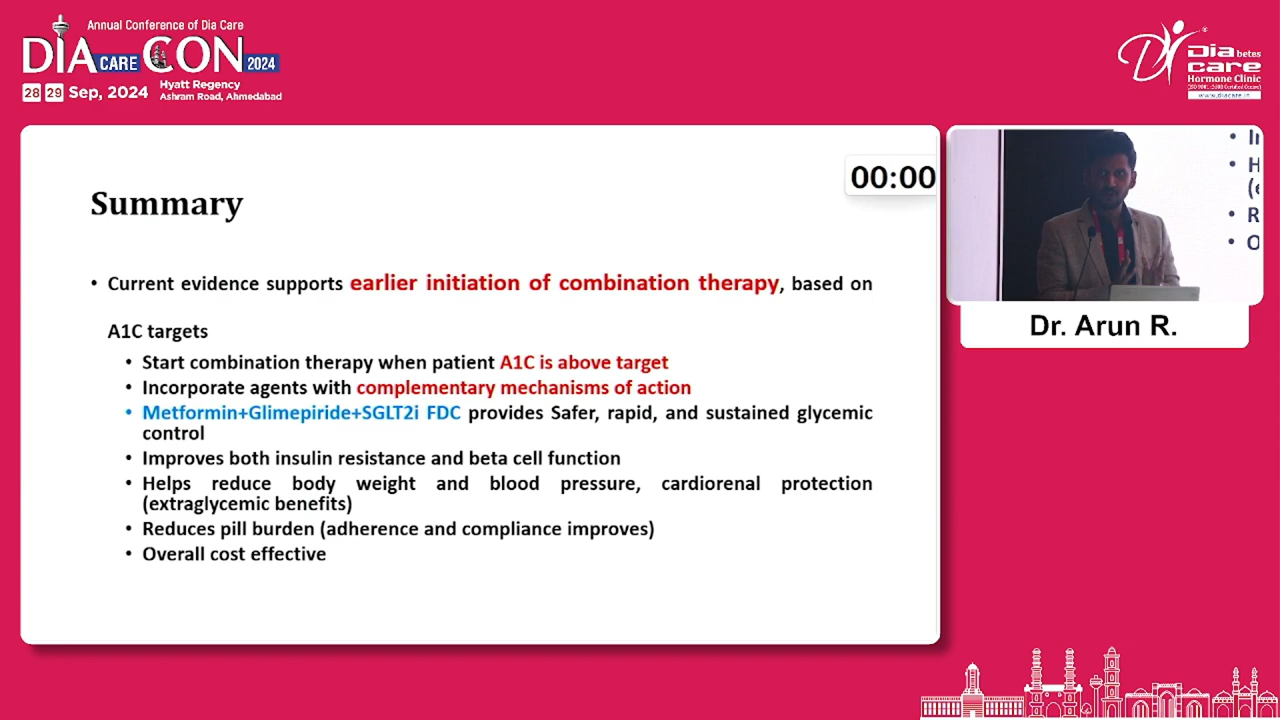 Annual Conference of Dia Care
DIA CARE CON 2024
28 29 Sep, 2024
Hyatt Regency
Ashram Road, Ahmedabad
Diabetes
care
Hormone Clinic
www.diacare.in
00:00
Summary
• Current evidence supports earlier initiation of combination therapy, based on
A1C targets
• Start combination therapy when patient A1C is above target
• Incorporate agents with complementary mechanisms of action
• Metformin+Glimepiride+SGLT2i FDC provides Safer, rapid, and sustained glycemic
control
• Improves both insulin resistance and beta cell function
• Helps reduce body weight and blood pressure, cardiorenal protection
(extraglycemic benefits)
• Reduces pill burden (adherence and compliance improves)
• Overall cost effective
Dr. Arun R.